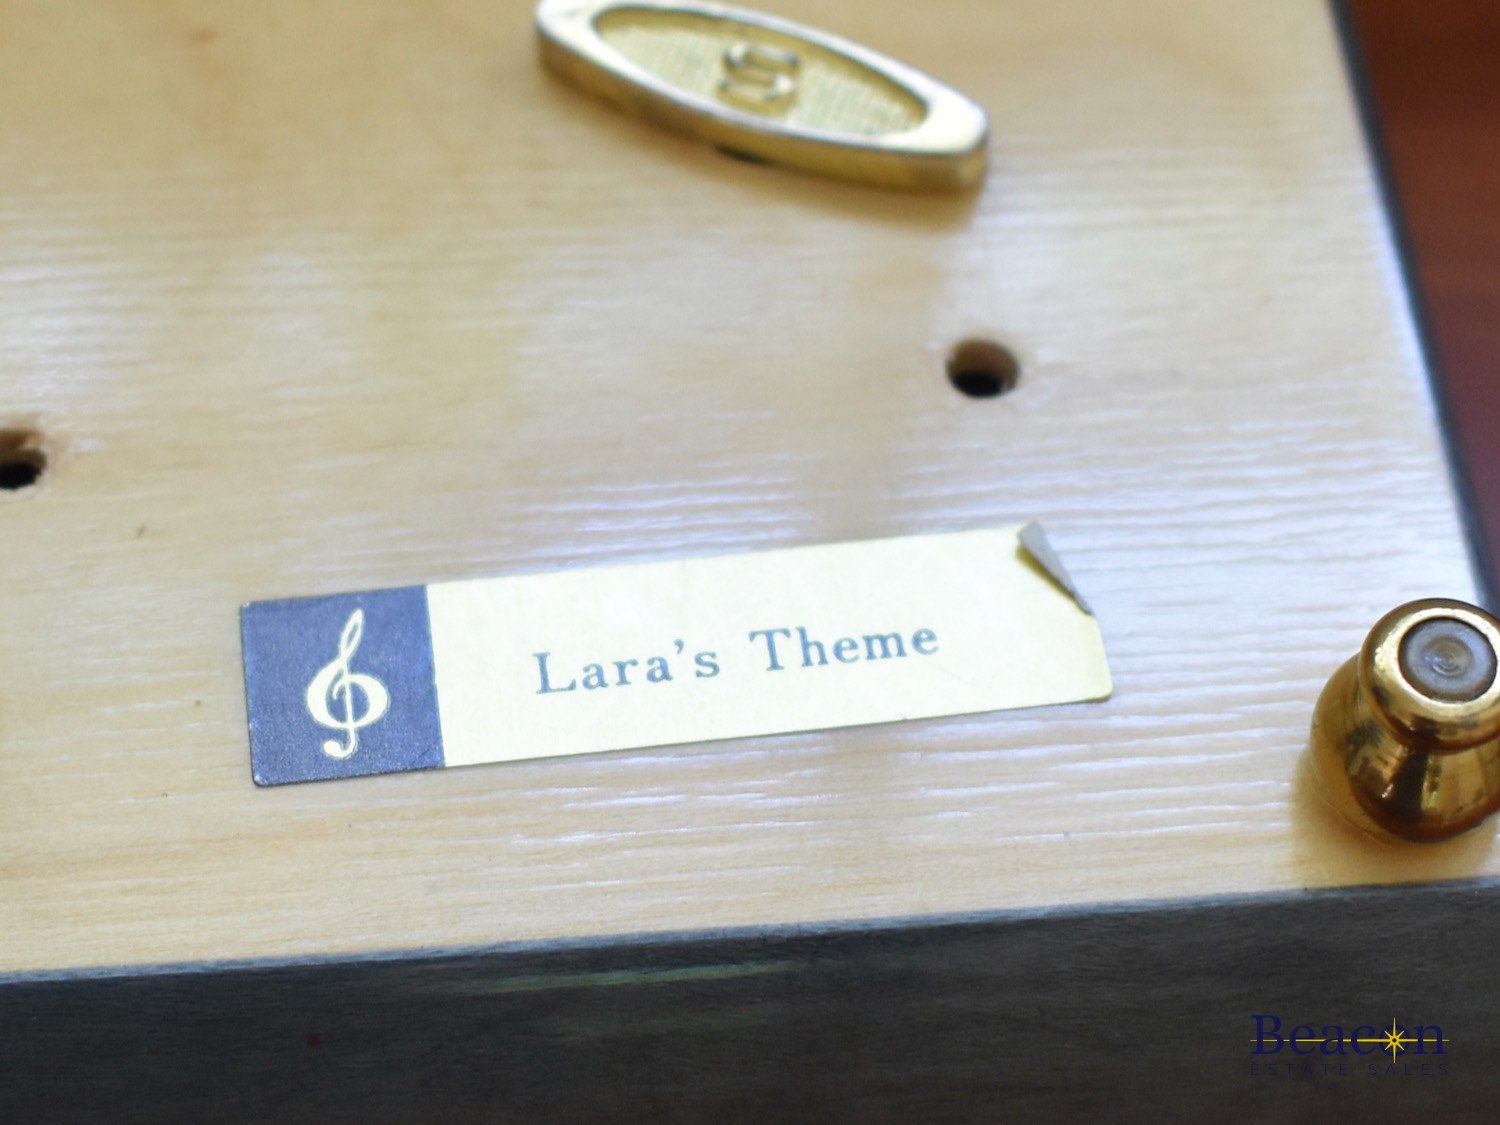 Lara's Theme
Beacon
ESTATE SALES